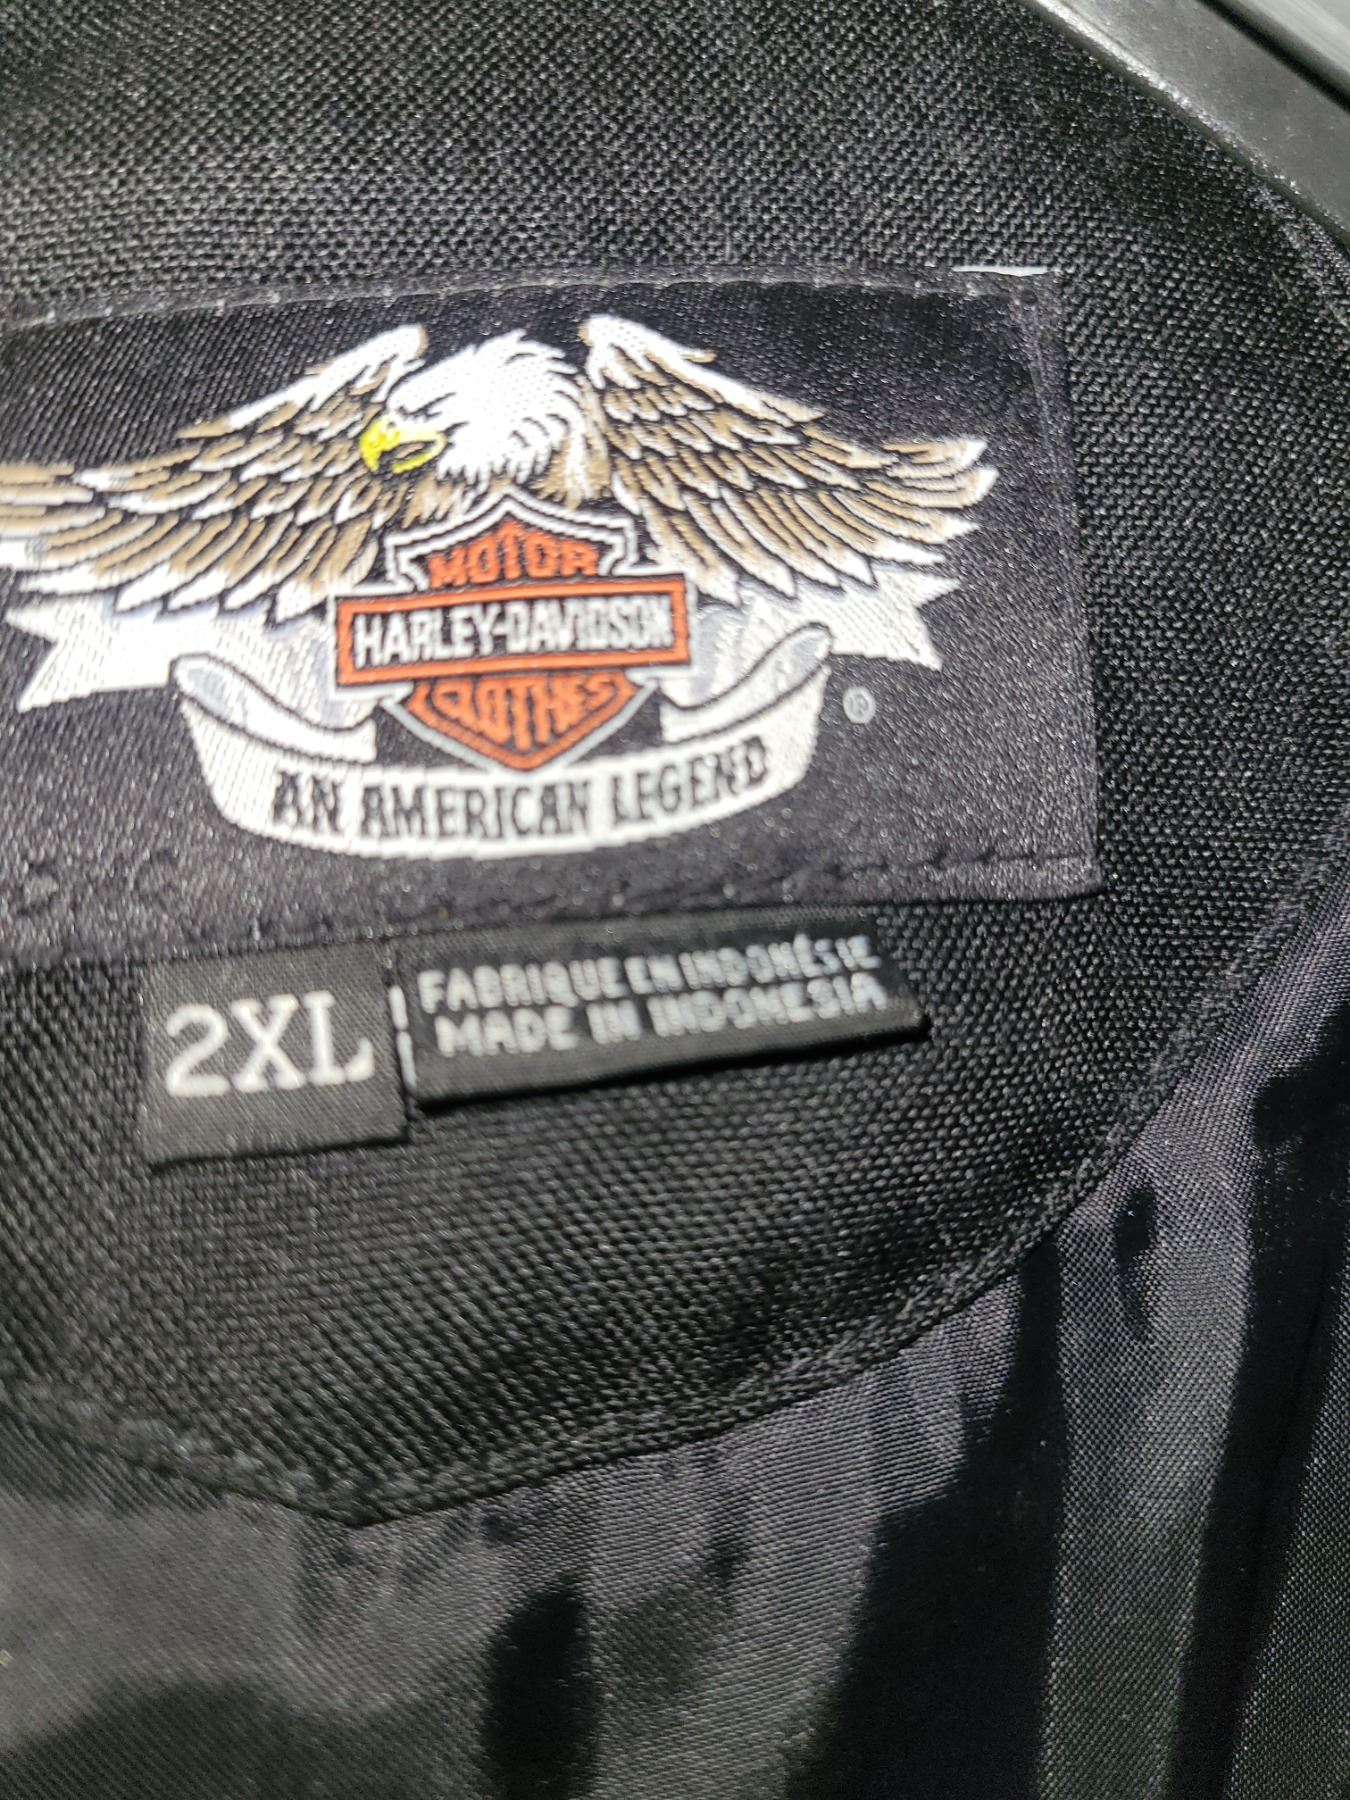 MOTOR
HARLEY-DAVIDSON
CLOTHES
®
AN AMERICAN LEGEND
2XL
FABRIQUE EN INDONÉSIE
MADE IN INDONESIA